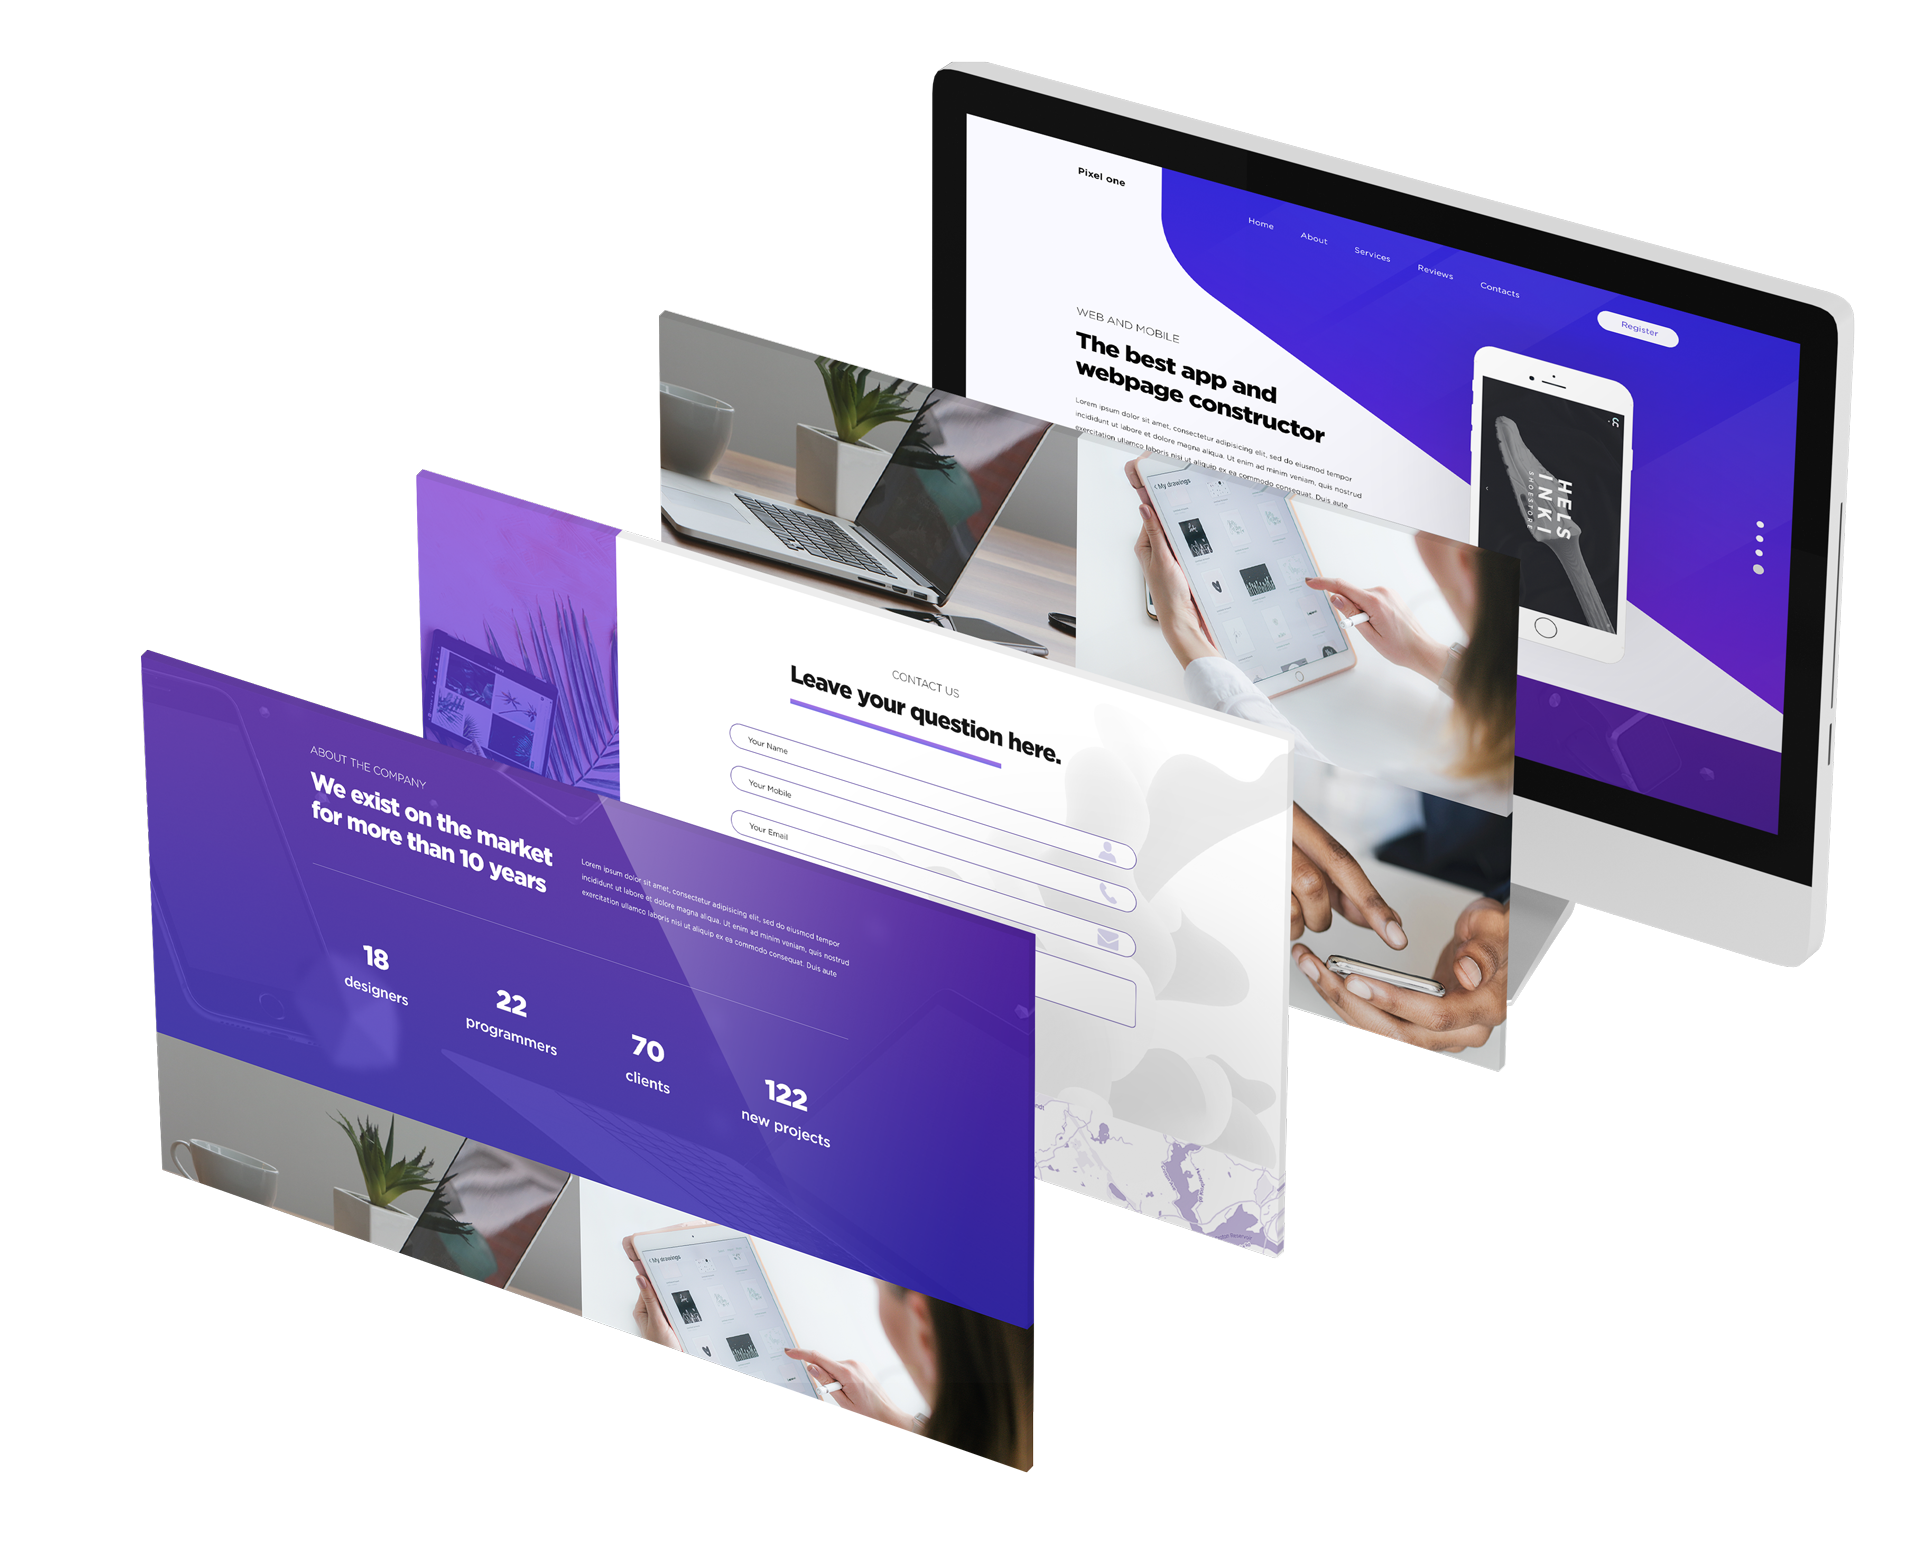 Pixel one
Home
About
Services
Reviews
Contacts
Register
WEB AND MOBILE
The best app and
webpage constructor
Lorem ipsum dolor sit amet, consectetur adipisicing elit, sed do eiusmod tempor
incididunt ut labore et dolore magna aliqua. Ut enim ad minim veniam, quis nostrud
exercitation ullamco laboris nisi ut aliquip ex ea commodo consequat. Duis aute
HELS
INKI
SHOESTORE
My drawings
CONTACT US
Leave your question here.
Your Name
Your Mobile
Your Email
ABOUT THE COMPANY
We exist on the market
for more than 10 years
Lorem ipsum dolor sit amet, consectetur adipisicing elit, sed do eiusmod tempor
incididunt ut labore et dolore magna aliqua. Ut enim ad minim veniam, quis nostrud
exercitation ullamco laboris nisi ut aliquip ex ea commodo consequat. Duis aute
18
designers
22
programmers
70
clients
122
new projects
My drawings